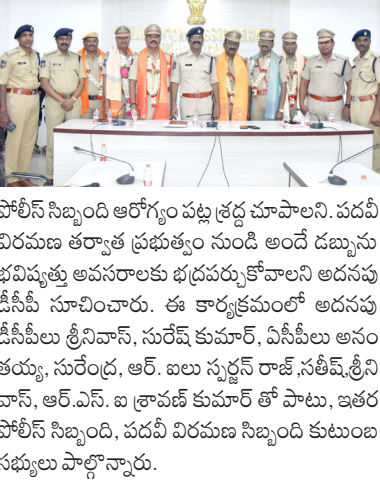 పోలీస్ సిబ్బంది ఆరోగ్యం పట్ల శ్రద్ద చూపాలని. పదవీ
విరమణ తర్వాత ప్రభుత్వం నుండి అందే డబ్బును
భవిష్యత్తు అవసరాలకు భద్రపర్చుకోవాలని అదనపు
డీసీపీ సూచించారు. ఈ కార్యక్రమంలో అదనపు
డీసీపీలు శ్రీనివాస్, సురేష్ కుమార్, ఏసీపీలు అనం
తయ్య, సురేంద్ర, ఆర్. ఐలు స్పర్జన్ రాజ్,సతీష్,శ్రీని
వాస్, ఆర్.ఎస్. ఐ శ్రావణ్ కుమార్ తో పాటు, ఇతర
పోలీస్ సిబ్బంది, పదవీ విరమణ సిబ్బంది కుటుంబ
సభ్యులు పాల్గొన్నారు.